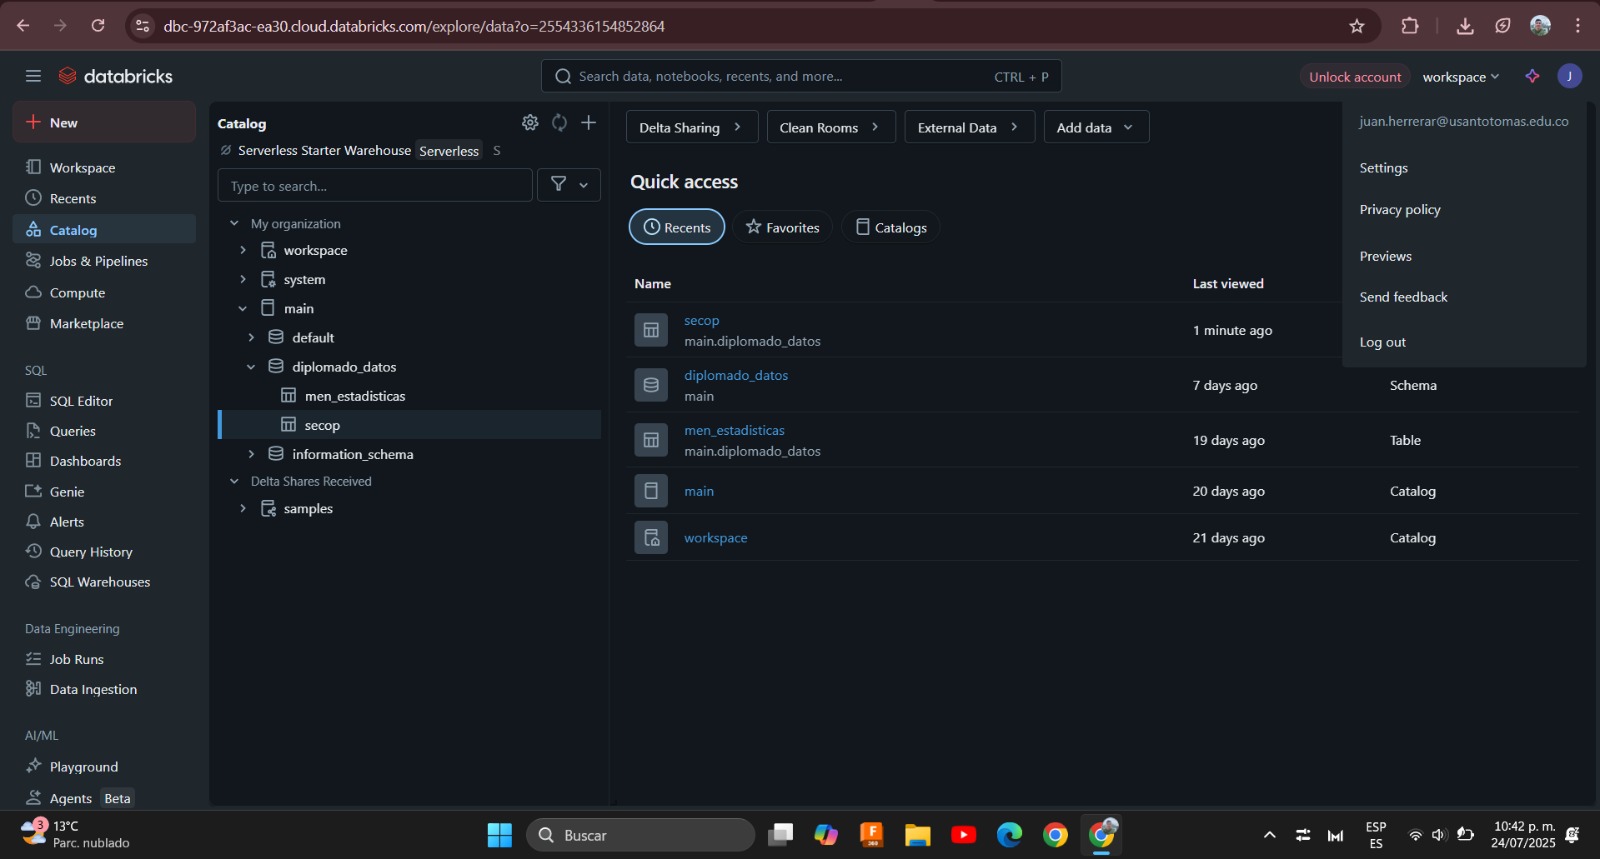 dbc-972af3ac-ea30.cloud.databricks.com/explore/data?o=2554336154852864
databricks
Search data, notebooks, recents, and more...
CTRL + P
Unlock account
workspace
J
New
Workspace
Recents
Catalog
Jobs & Pipelines
Compute
Marketplace
SQL
SQL Editor
Queries
Dashboards
Genie
Alerts
Query History
SQL Warehouses
Data Engineering
Job Runs
Data Ingestion
AI/ML
Playground
Agents Beta
Catalog
Serverless Starter Warehouse Serverless S
Type to search...
My organization
workspace
system
main
default
diplomado_datos
men_estadisticas
secop
information_schema
Delta Shares Received
samples
Delta Sharing
Clean Rooms
External Data
Add data
Quick access
Recents
Favorites
Catalogs
Name
Last viewed
secop
main.diplomado_datos
1 minute ago
diplomado_datos
main
7 days ago
Schema
men_estadisticas
main.diplomado_datos
19 days ago
Table
main
20 days ago
Catalog
workspace
21 days ago
Catalog
juan.herrerar@usantotomas.edu.co
Settings
Privacy policy
Previews
Send feedback
Log out
3
13°C
Parc. nublado
Buscar
F
360
ESP
ES
10:42 p. m.
24/07/2025